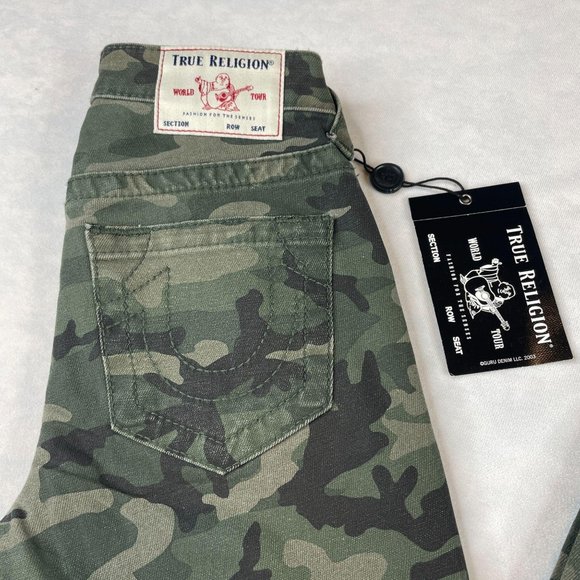 TRUE RELIGION®
WORLD TOUR
FASHION FOR THE SENSES
SECTION ROW SEAT
TRUE RELIGION®
WORLD TOUR
FASHION FOR THE SENSES
SECTION ROW SEAT
©GURU DENIM LLC. 2003